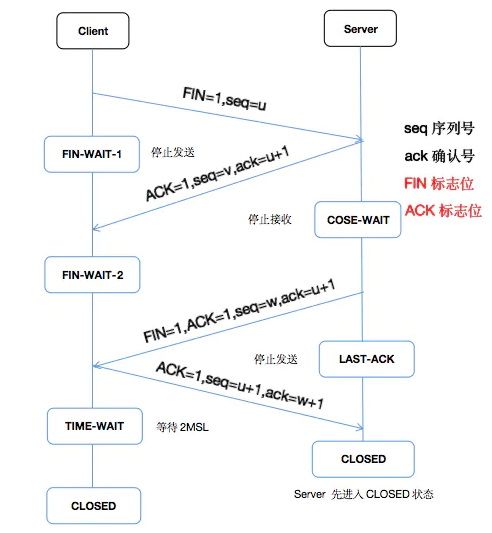 Client
Server
FIN=1,seq=u
seq 序列号
FIN-WAIT-1
停止发送
ack 确认号
ACK=1,seq=v,ack=u+1
FIN 标志位
ACK 标志位
停止接收
COSE-WAIT
FIN-WAIT-2
FIN=1,ACK=1,seq=w,ack=u+1
停止发送
LAST-ACK
ACK=1,seq=u+1,ack=w+1
TIME-WAIT
等待 2MSL
CLOSED
Server 先进入 CLOSED 状态
CLOSED